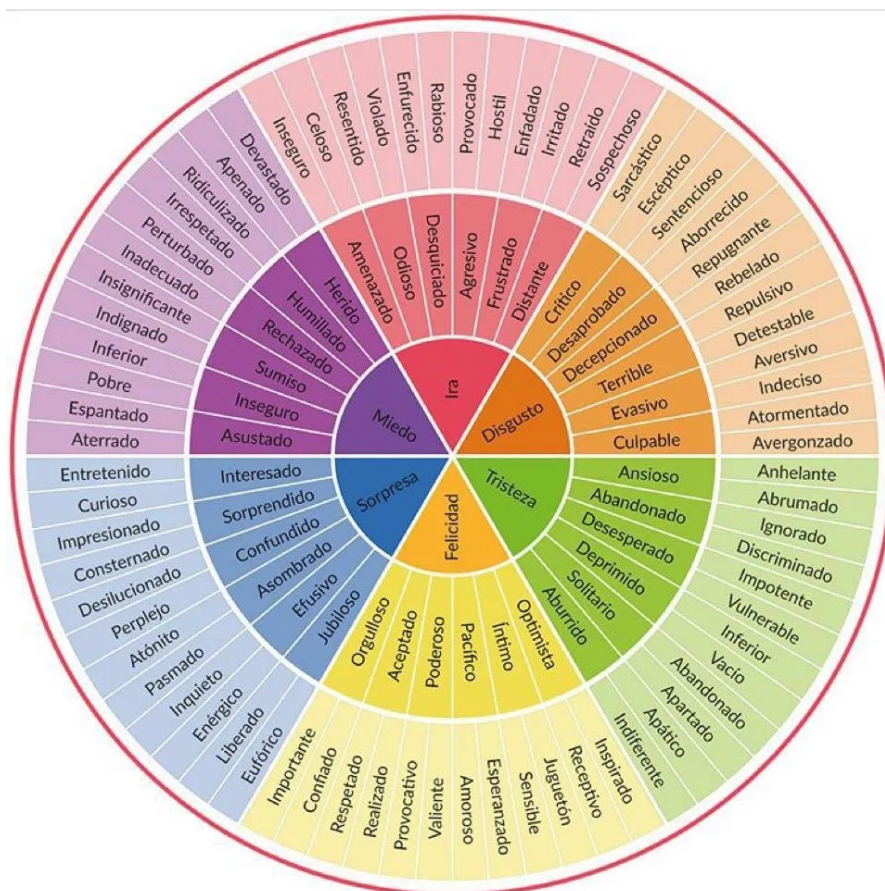 Ira
Disgusto
Tristeza
Felicidad
Sorpresa
Miedo
Amenazado
Odioso
Desquiciado
Agresivo
Frustrado
Distante
Crítico
Desaprobado
Decepcionado
Terrible
Evasivo
Culpable
Ansioso
Abandonado
Desesperado
Deprimido
Solitario
Aburrido
Optimista
Íntimo
Pacífico
Poderoso
Aceptado
Orgulloso
Jubiloso
Efusivo
Asombrado
Confundido
Sorprendido
Interesado
Asustado
Inseguro
Sumiso
Rechazado
Humillado
Herido
Inseguro
Celoso
Resentido
Violado
Enfurecido
Rabioso
Provocado
Hostil
Enfadado
Irritado
Retraído
Sospechoso
Sarcástico
Escéptico
Sentencioso
Aborrecido
Repugnante
Rebelado
Repulsivo
Detestable
Aversivo
Indeciso
Atormentado
Avergonzado
Anhelante
Abrumado
Ignorado
Discriminado
Impotente
Vulnerable
Inferior
Vacío
Abandonado
Apartado
Apático
Indiferente
Inspirado
Receptivo
Juguetón
Sensible
Esperanzado
Amoroso
Valiente
Provocativo
Realizado
Respetado
Confiado
Importante
Eufórico
Liberado
Enérgico
Inquieto
Pasmado
Atónito
Perplejo
Desilucionado
Consternado
Impresionado
Curioso
Entretenido
Aterrado
Espantado
Pobre
Inferior
Indignado
Insignificante
Inadecuado
Perturbado
Irrespetado
Ridiculizado
Apenado
Devastado